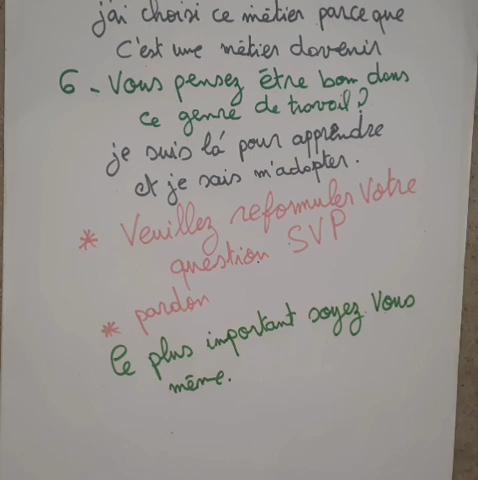 j'ai choisi ce métier parce que
C'est une métier davenir
6 - Vous pensez être bon dans
ce genre de travail ?
je suis là pour apprendre
et je sais m'adapter.
* Veuillez reformuler Votre
question SVP
* pardon
Le plus important soyez Vous
même.